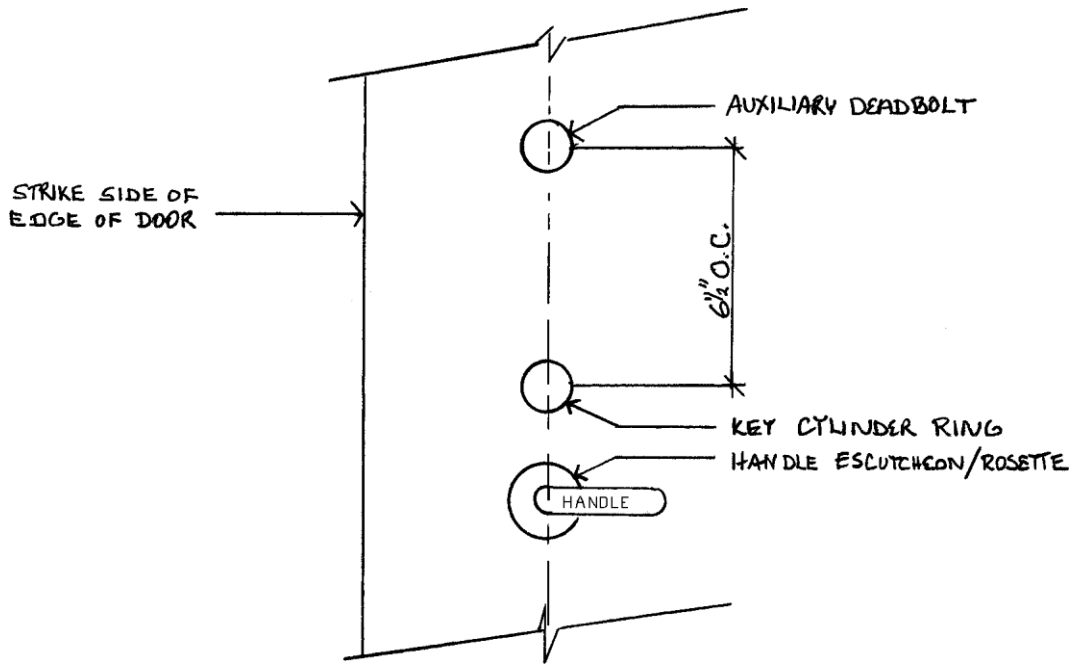 AUXILIARY DEADBOLT
STRIKE SIDE OF
EDGE OF DOOR
6½" O.C.
KEY CYLINDER RING
HANDLE ESCUTCHEON/ROSETTE
HANDLE